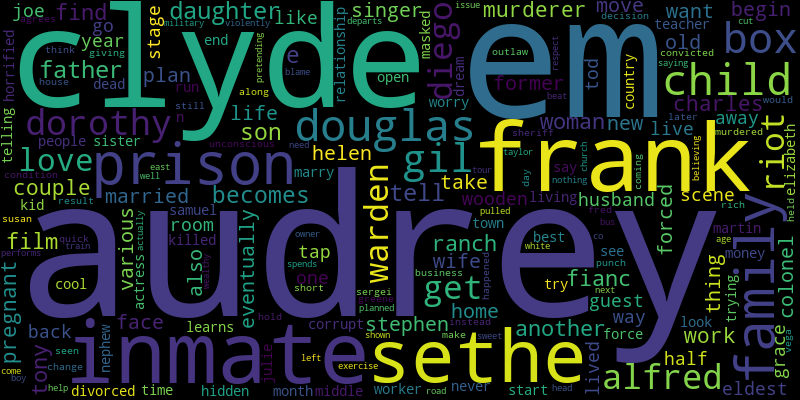 joe
find
daughter
singer
murderer
move
want
begin
go
year
stage
like
masked
diego
teacher
old
box
father
plan
end
e
relationship
open
dream
former
worry
tod
country
convicted
child
horrified
house
dead
day
run
life
clyde
em
telling
dorothy
son
douglas
woman
new
live
charles
away
riot
people
sister
unconscious
helen
gil
frank
love
prison
marry
tell
take
say
married
couple
becomes
warden
wooden
living
husband
scene
forced
family
elizabeth
kid
susan
samuel
room
tap
ranch
town
wife
best
see
martin
age
money
film
various
actress
also
killed
one
owner
short
get
home
try
fianc
guest
way
look
thing
trying
colonel
grace
audrey
pregnant
back
face
learns
eventually
cool
inmate
sethe
stephen
another
work
half
alfred
tony
nephew
divorced
time
hidden
month
middle
julie
worker
never
start
force
lived
eldest
corrupt
sergei
business
instead
happened
planned
spends
exercise
left
shown
pulled
sweet
white
punch
outlaw
sheriff
murdered
believing
church
nothing
tour
taylor
coming
later
would
decision
respect
issue
cut
rich
held
vega
bus
co
fred
next
road
head
make
hold
greene
boy
come
help
seen
change
performs
quick
train
actually
result
condition
east
well
need
still
blame
beat
along
pretending
departs
violently
military
giving
think
agrees
saying
n
wealthy